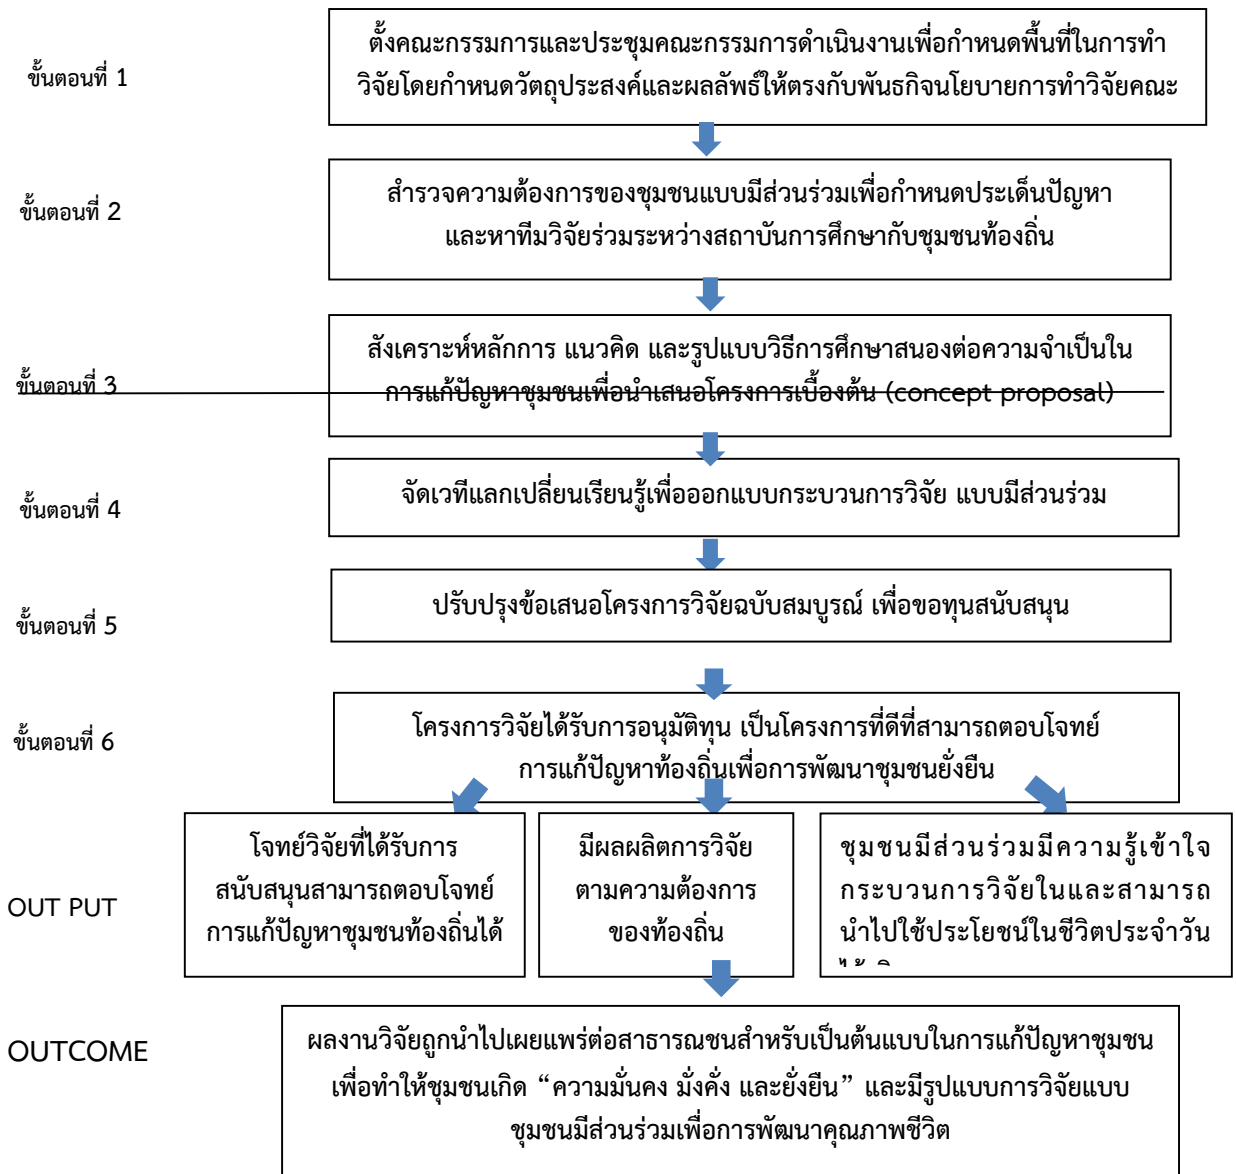 ขั้นตอนที่ 1
ตั้งคณะกรรมการและประชุมคณะกรรมการดำเนินงานเพื่อกำหนดพื้นที่ในการทำ
วิจัยโดยกำหนดวัตถุประสงค์และผลลัพธ์ให้ตรงกับพันธกิจนโยบายการทำวิจัยคณะ
ขั้นตอนที่ 2
สำรวจความต้องการของชุมชนแบบมีส่วนร่วมเพื่อกำหนดประเด็นปัญหา
และหาทีมวิจัยร่วมระหว่างสถาบันการศึกษากับชุมชนท้องถิ่น
ขั้นตอนที่ 3
สังเคราะห์หลักการ แนวคิด และรูปแบบวิธีการศึกษาสนองต่อความจำเป็นใน
การแก้ปัญหาชุมชนเพื่อนำเสนอโครงการเบื้องต้น (concept proposal)
ขั้นตอนที่ 4
จัดเวทีแลกเปลี่ยนเรียนรู้เพื่อออกแบบกระบวนการวิจัย แบบมีส่วนร่วม
ขั้นตอนที่ 5
ปรับปรุงข้อเสนอโครงการวิจัยฉบับสมบูรณ์ เพื่อขอทุนสนับสนุน
ขั้นตอนที่ 6
โครงการวิจัยได้รับการอนุมัติทุน เป็นโครงการที่ดีที่สามารถตอบโจทย์
การแก้ปัญหาท้องถิ่นเพื่อการพัฒนาชุมชนยั่งยืน
OUT PUT
โจทย์วิจัยที่ได้รับการ
สนับสนุนสามารถตอบโจทย์
การแก้ปัญหาชุมชนท้องถิ่นได้
มีผลผลิตการวิจัย
ตามความต้องการ
ของท้องถิ่น
ชุมชนมีส่วนร่วมมีความรู้เข้าใจ
กระบวนการวิจัยในและสามารถ
นำไปใช้ประโยชน์ในชีวิตประจำวัน
OUTCOME
ผลงานวิจัยถูกนำไปเผยแพร่ต่อสาธารณชนสำหรับเป็นต้นแบบในการแก้ปัญหาชุมชน
เพื่อทำให้ชุมชนเกิด “ความมั่นคง มั่งคั่ง และยั่งยืน” และมีรูปแบบการวิจัยแบบ
ชุมชนมีส่วนร่วมเพื่อการพัฒนาคุณภาพชีวิต